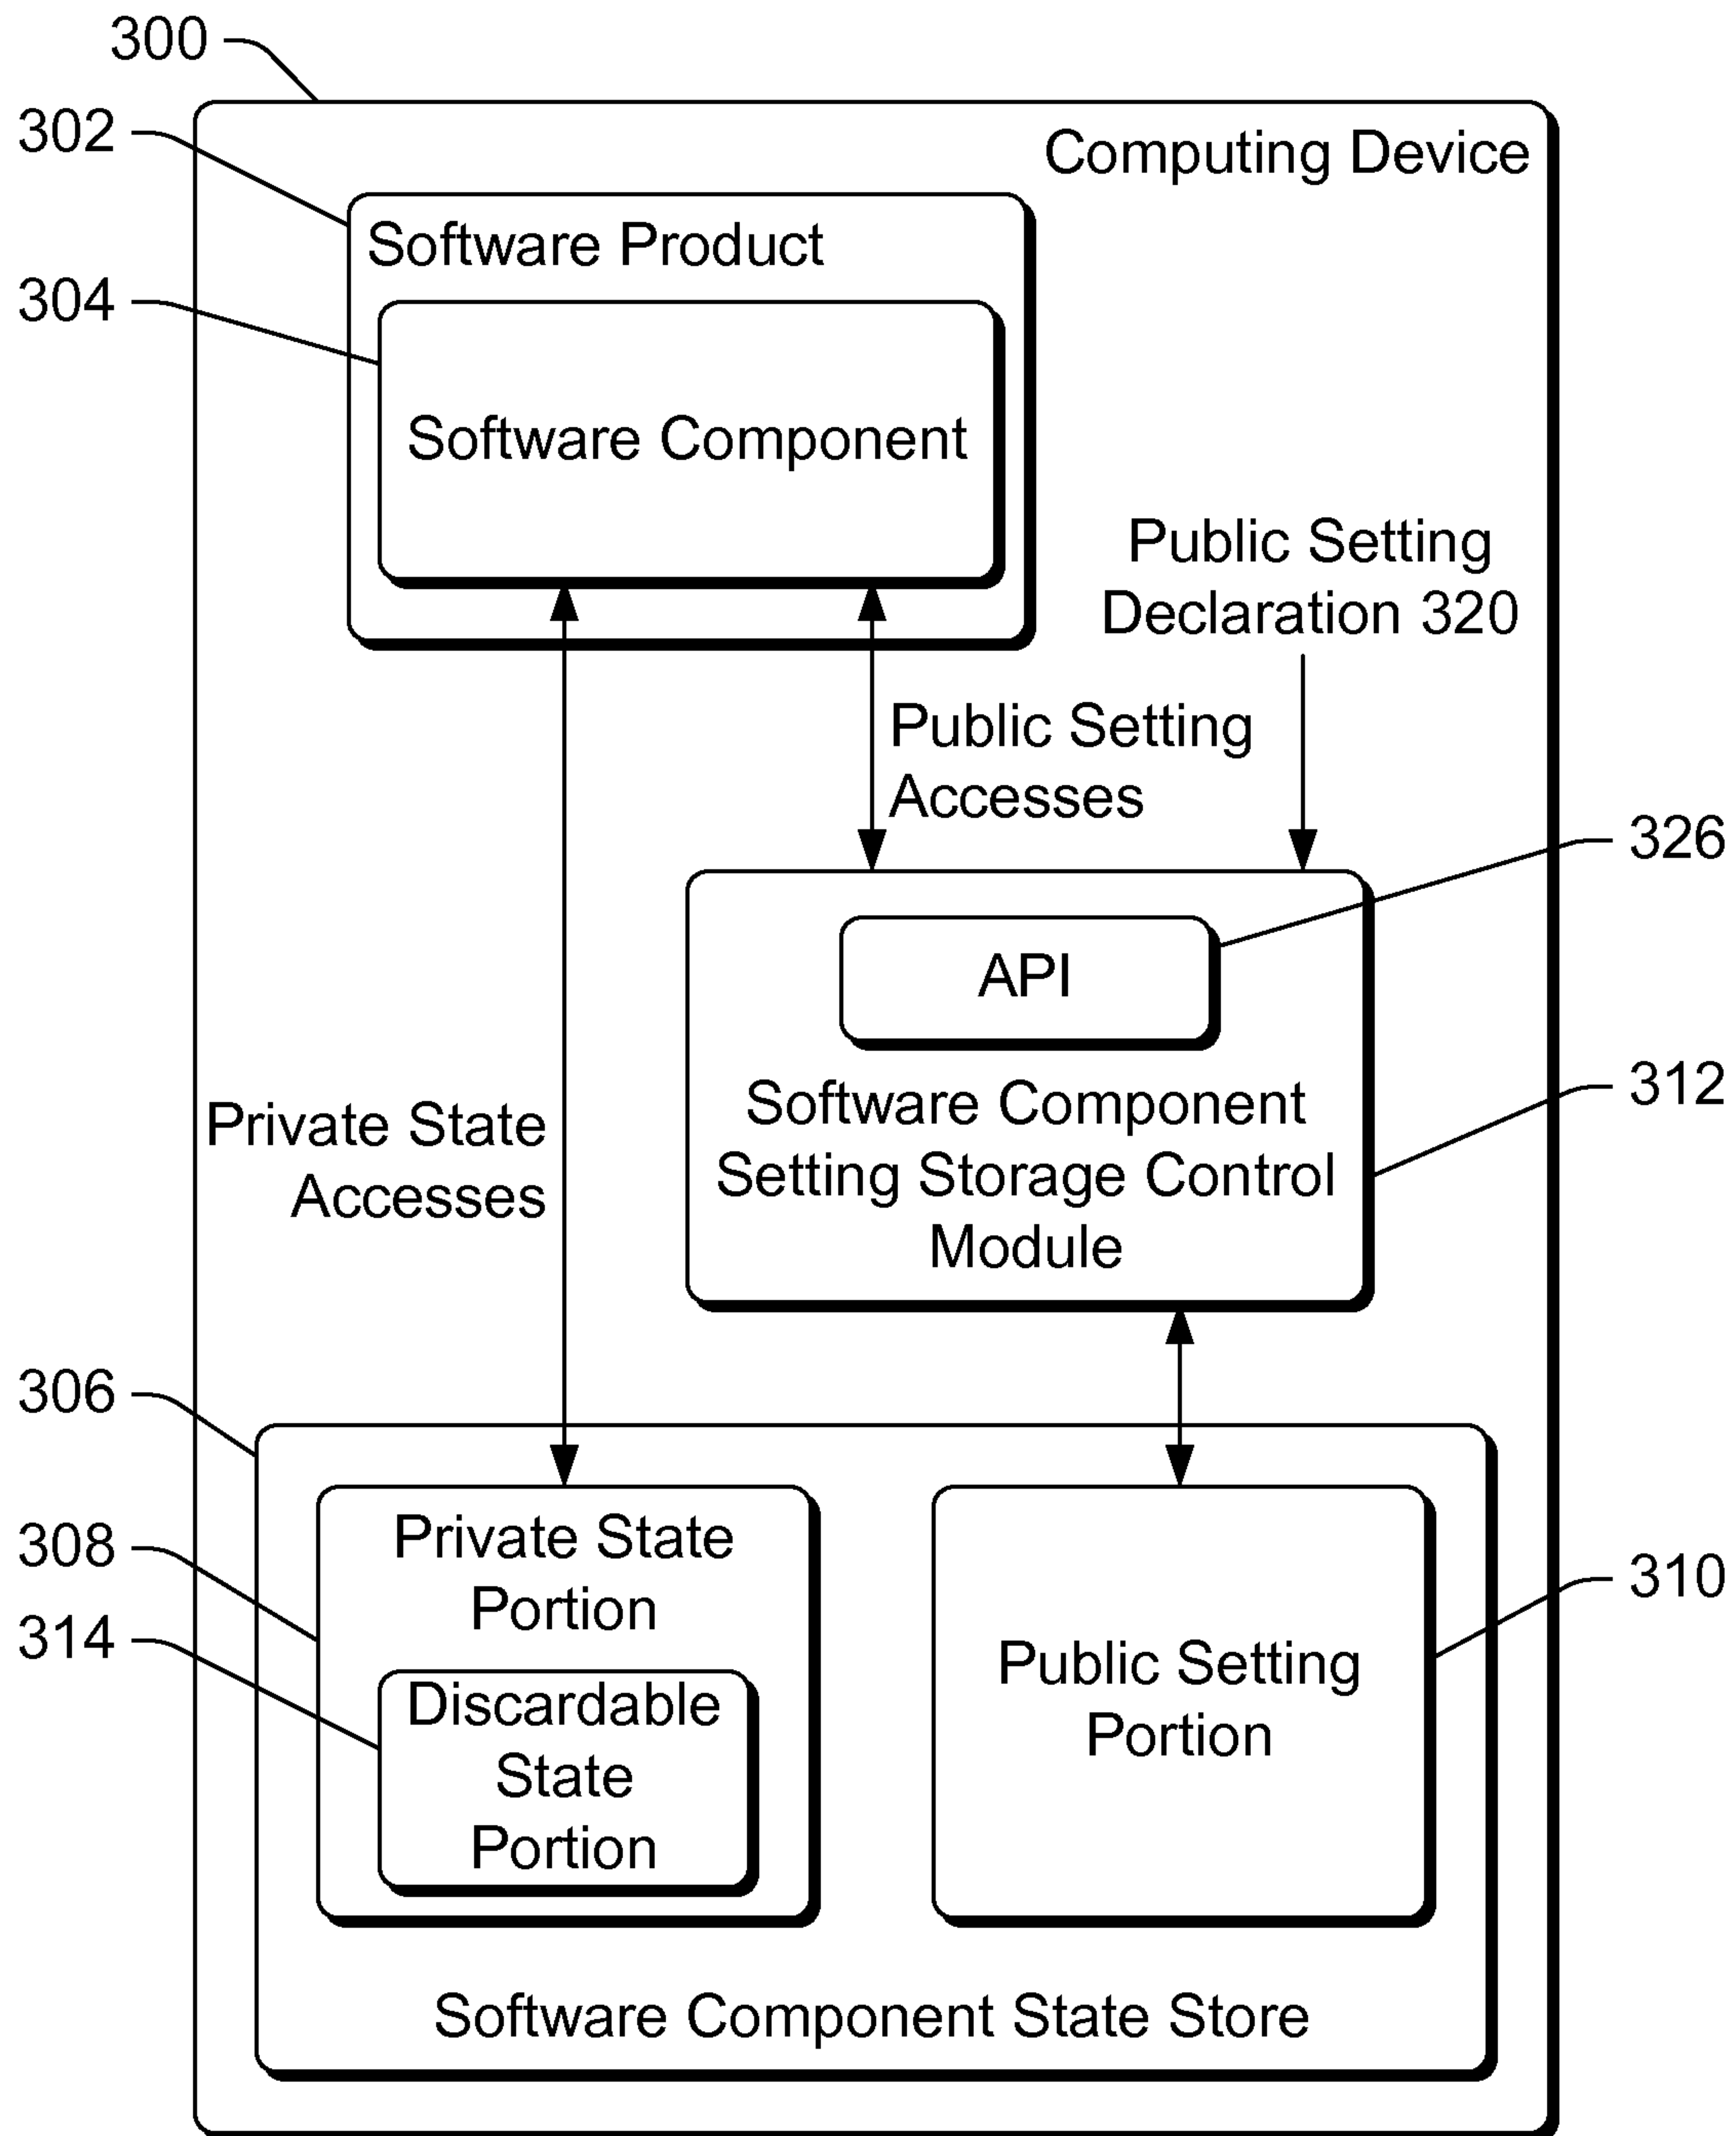 300
302
Computing Device
Software Product
304
Software Component
Public Setting
Declaration 320
Public Setting
Accesses
326
API
312
Software Component
Setting Storage Control
Module
Private State
Accesses
306
308
Private State
Portion
310
314
Discardable
State
Portion
Public Setting
Portion
Software Component State Store